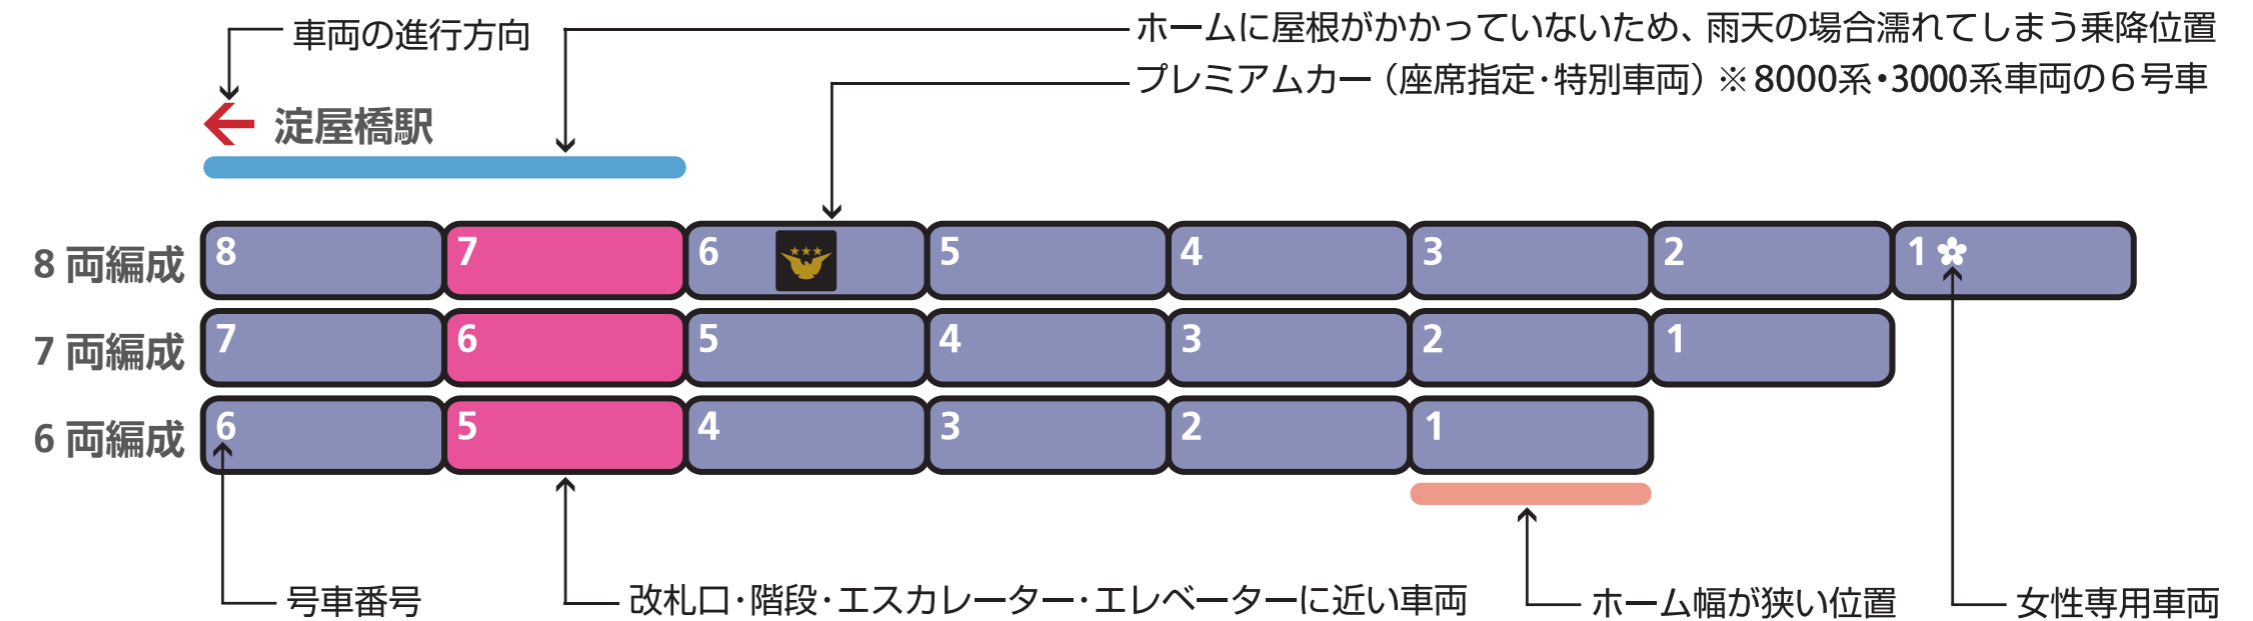 車両の進行方向
ホームに屋根がかかっていないため、雨天の場合濡れてしまう乗降位置
プレミアムカー（座席指定・特別車両）※8000系・3000系車両の６号車
淀屋橋駅
8 両編成 8 7 6 5 4 3 2 1
7 両編成 7 6 5 4 3 2 1
6 両編成 6 5 4 3 2 1
号車番号
改札口・階段・エスカレーター・エレベーターに近い車両
ホーム幅が狭い位置
女性専用車両